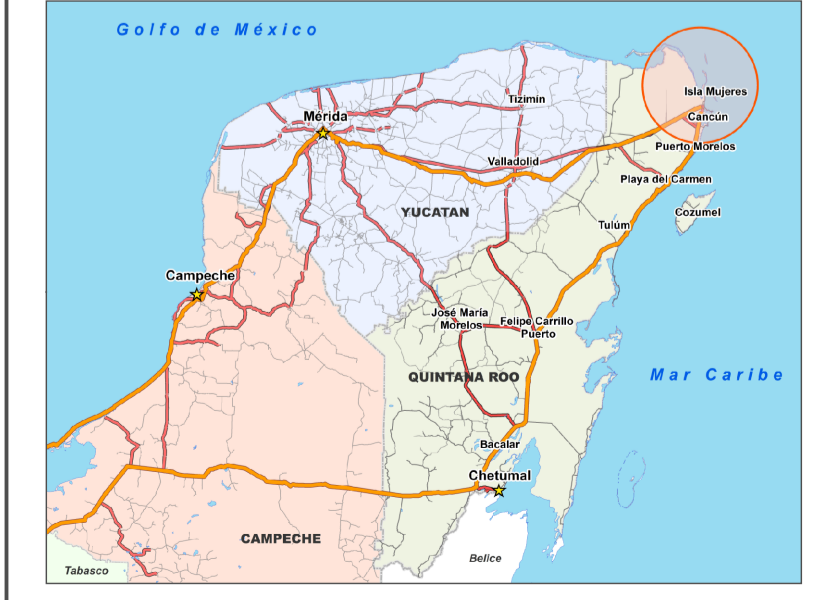 Golfo de México
Isla Mujeres
Tizimín
Mérida
Cancún
Puerto Morelos
Valladolid
Playa del Carmen
YUCATAN
Cozumel
Tulúm
Campeche
José María
Morelos
Felipe Carrillo
Puerto
QUINTANA ROO
Mar Caribe
Bacalar
Chetumal
CAMPECHE
Belice
Tabasco